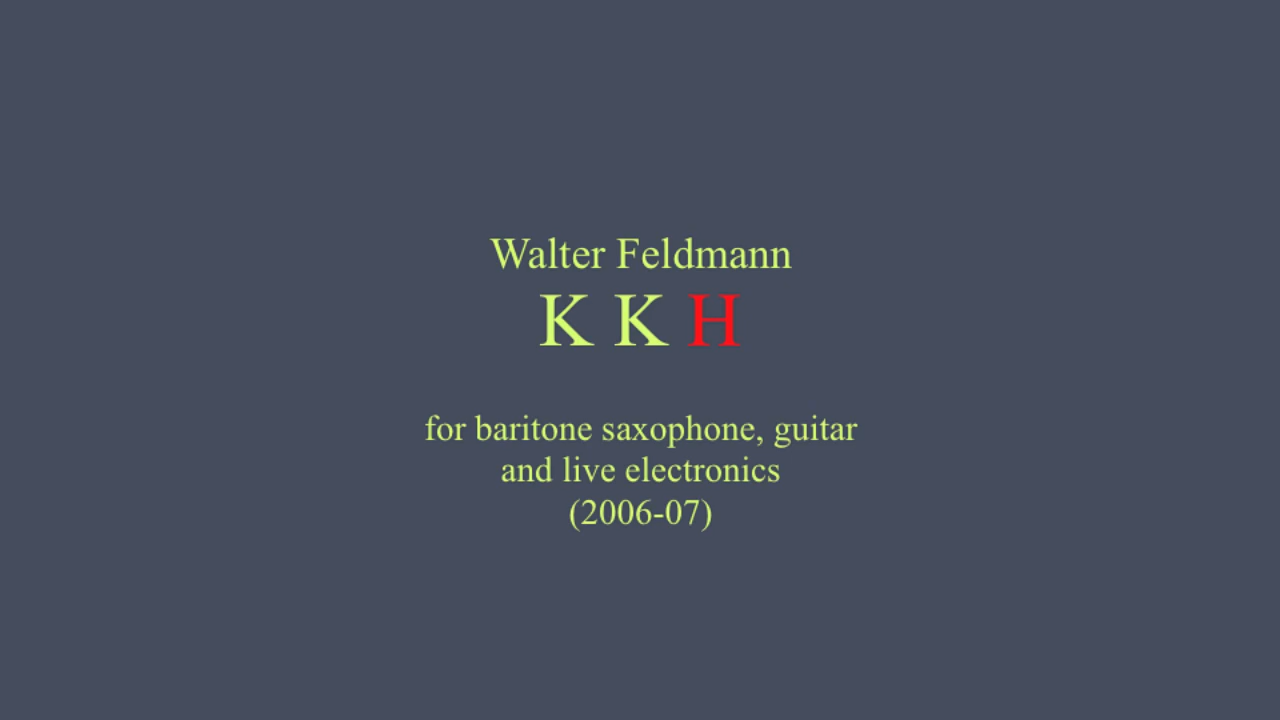 Walter Feldmann
K K H
for baritone saxophone, guitar
and live electronics
(2006-07)